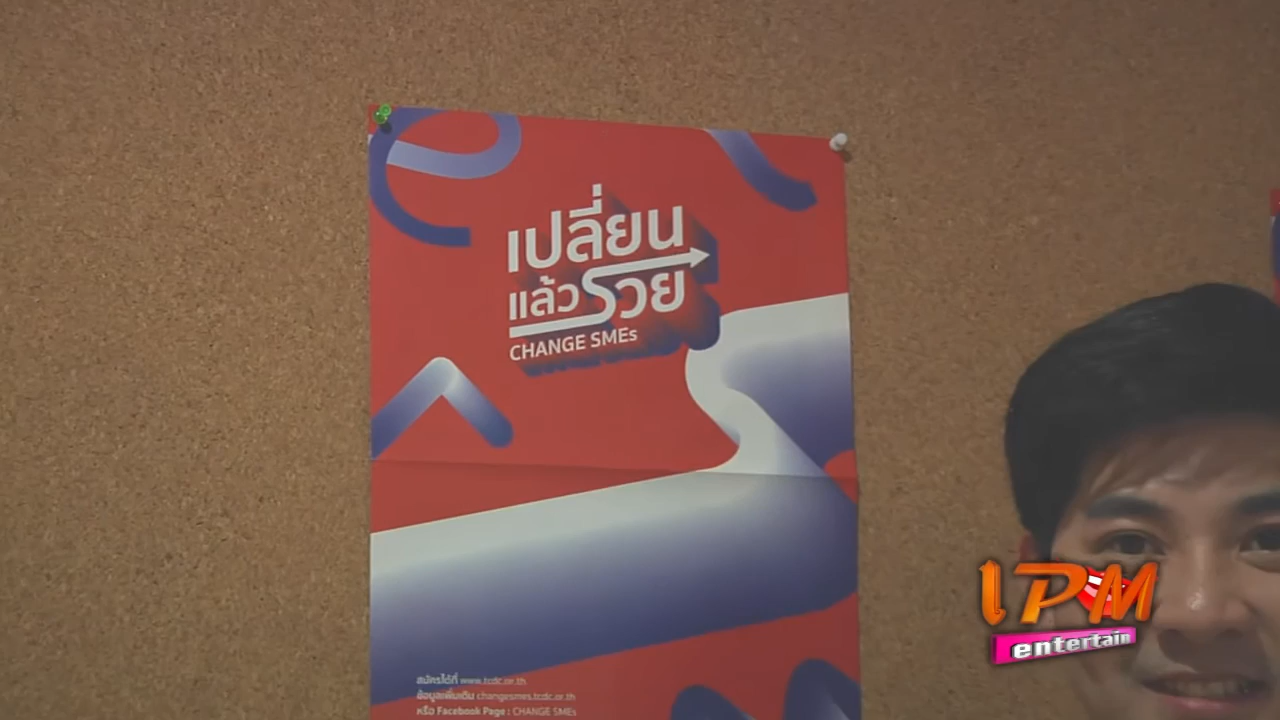 เปลี่ยน
แล้วรวย
CHANGE SMEs
สมัครได้ที่ www.tcdc.or.th
ข้อมูลเพิ่มเติม changesmes.tcdc.or.th
หรือ Facebook Page : CHANGE SMEs
IPM
entertain